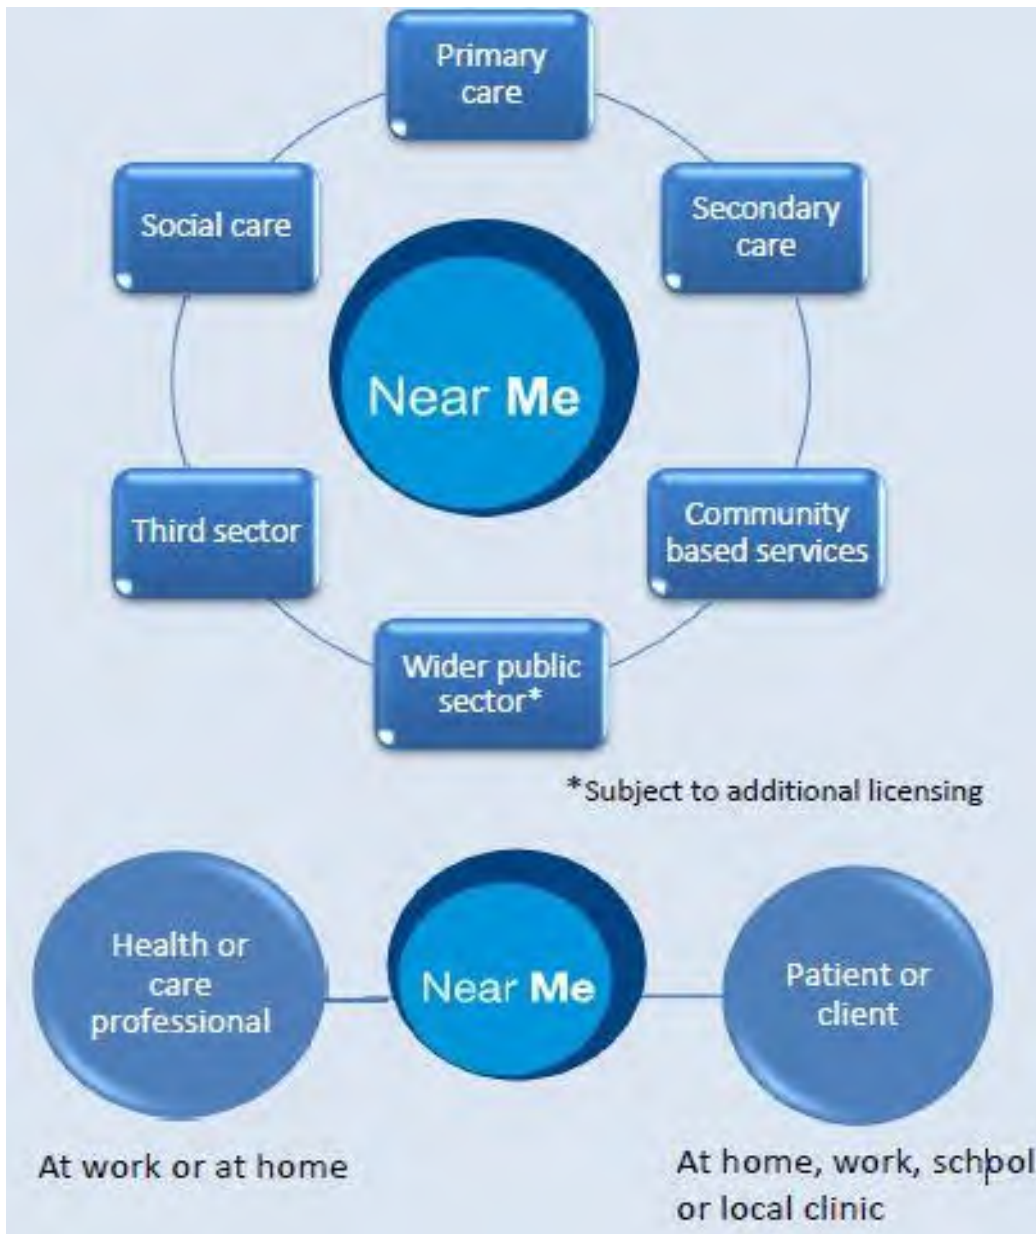 Primary
care
Social care
Secondary
care
Near Me
Third sector
Community
based services
Wider public
sector*
*Subject to additional licensing
Health or
care
professional
Near Me
Patient or
client
At work or at home
At home, work, school
or local clinic